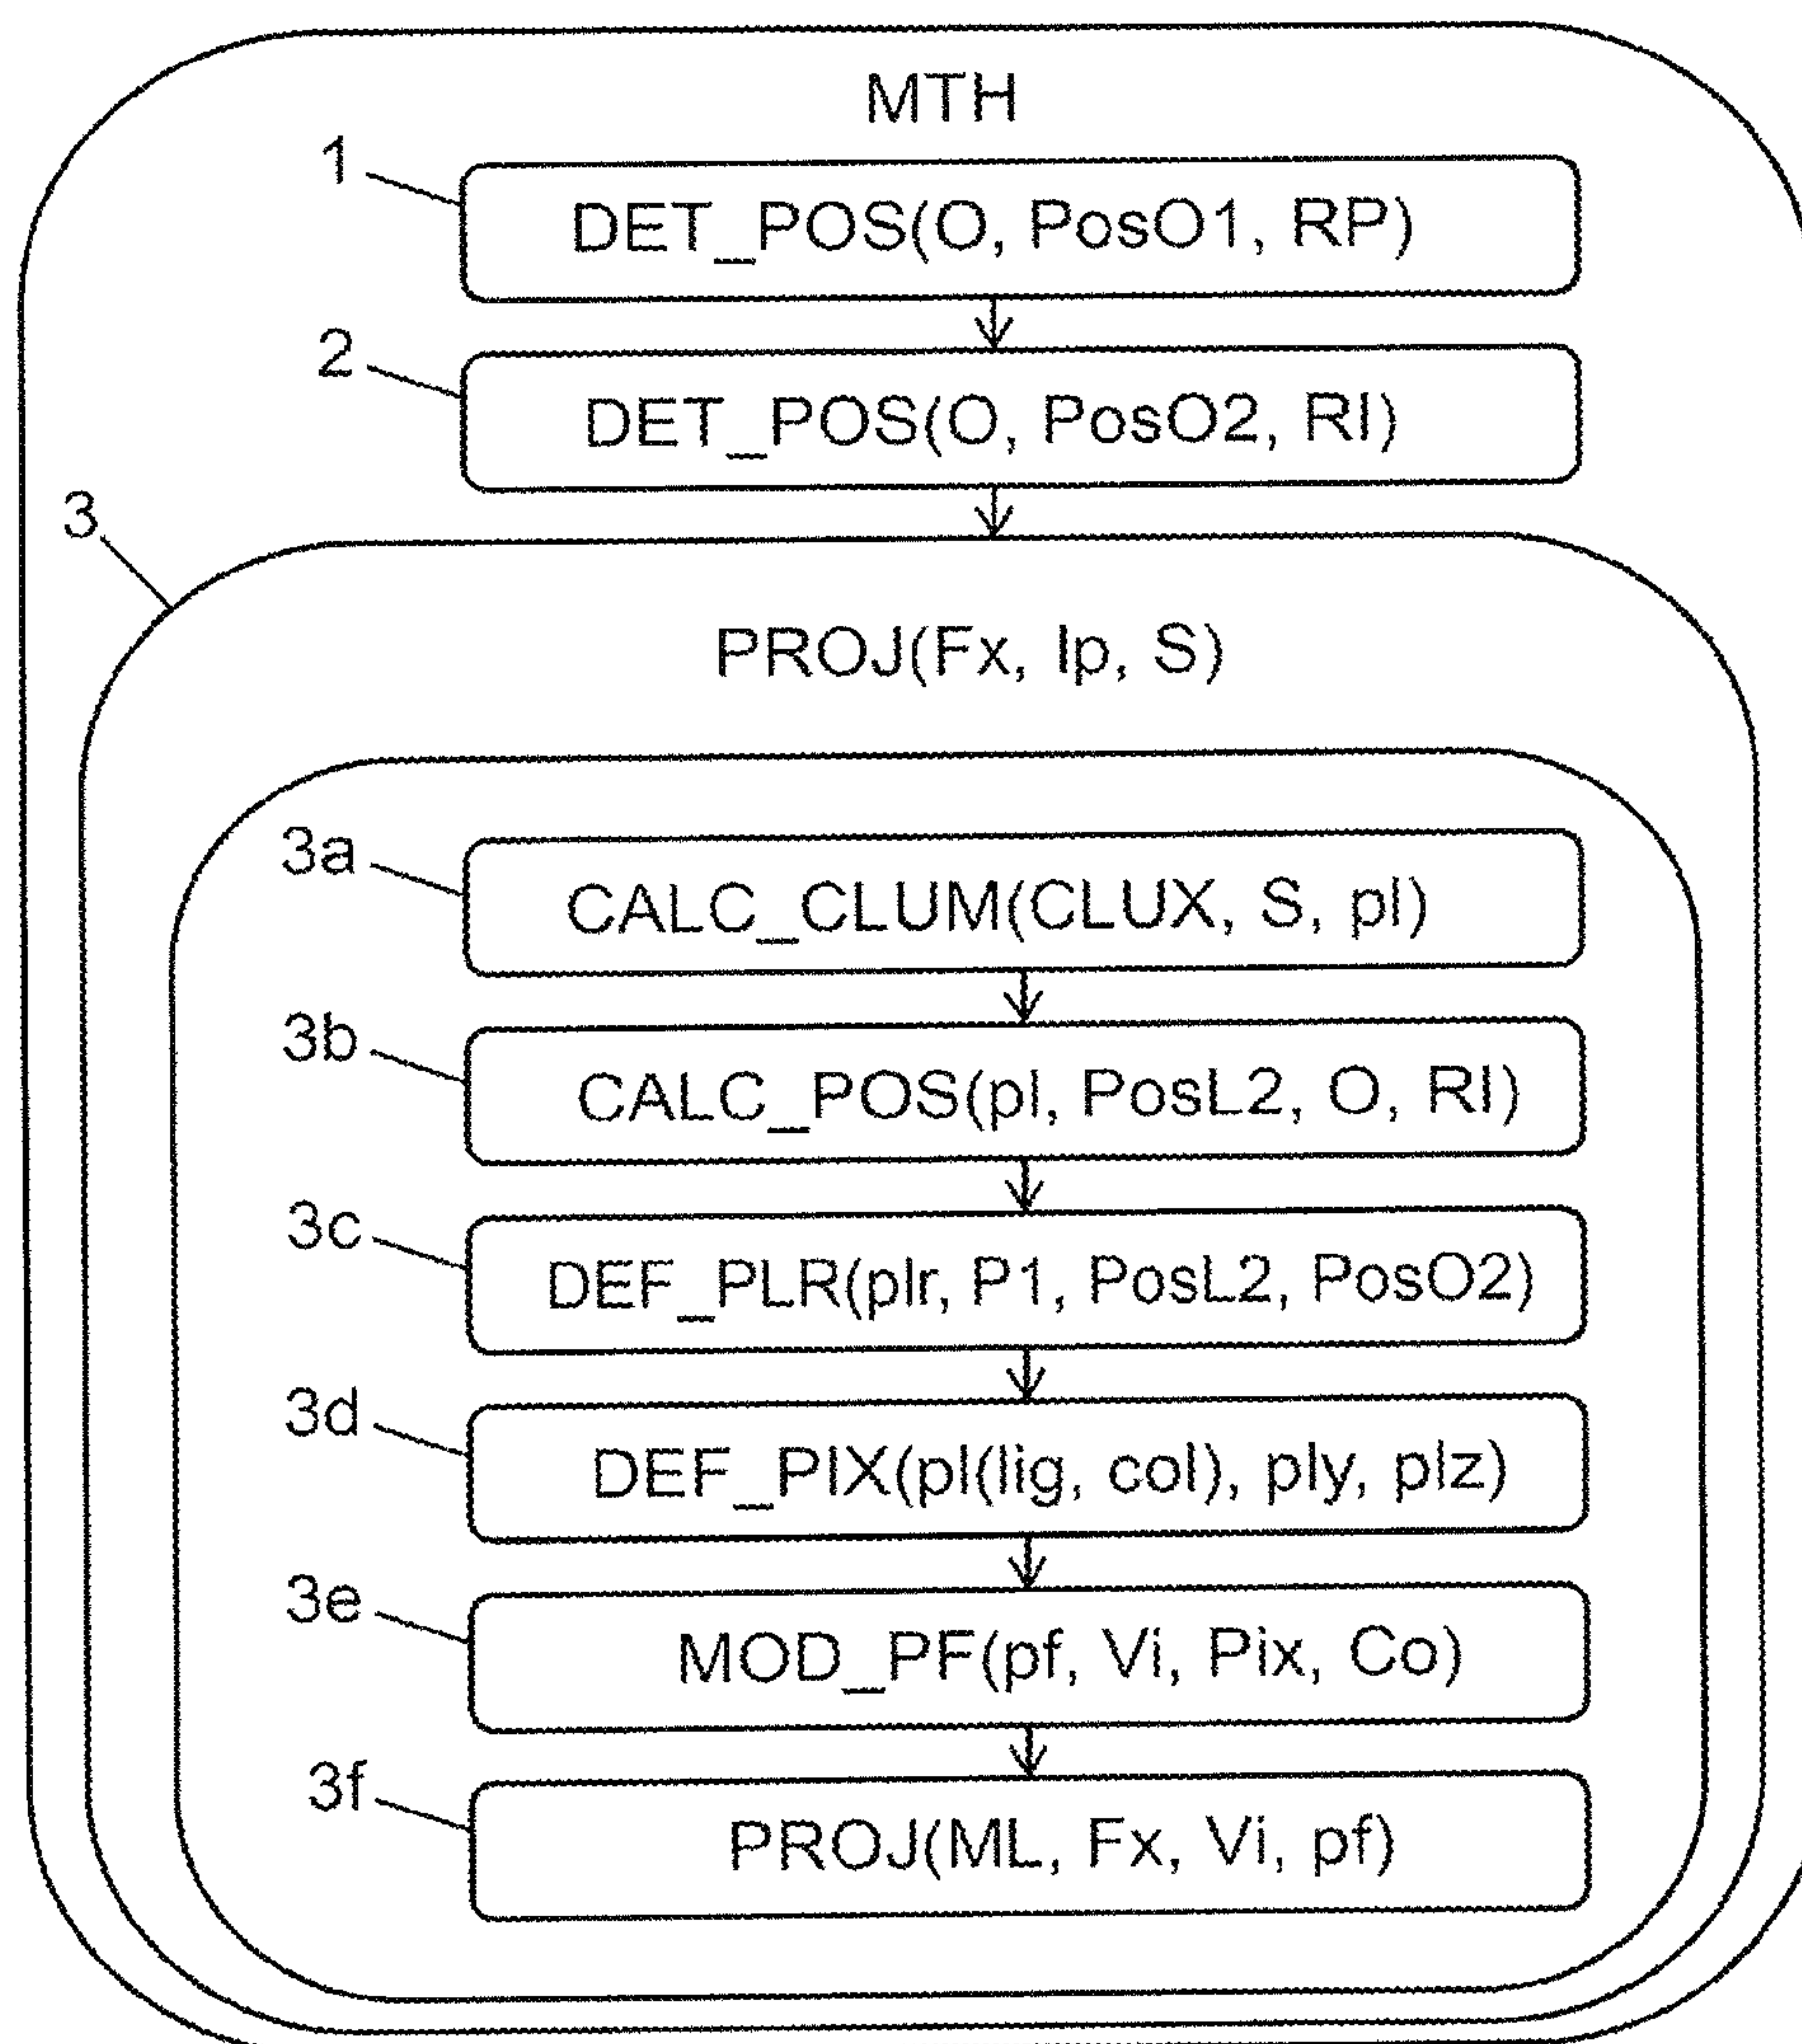 MTH
1
DET_POS(O, PosO1, RP)
2
DET_POS(O, PosO2, RI)
3
PROJ(Fx, Ip, S)
3a
CALC_CLUM(CLUX, S, pl)
3b
CALC_POS(pl, PosL2, O, RI)
3c
DEF_PLR(plr, P1, PosL2, PosO2)
3d
DEF_PIX(pl(lig, col), ply, plz)
3e
MOD_PF(pf, Vi, Pix, Co)
3f
PROJ(ML, Fx, Vi, pf)